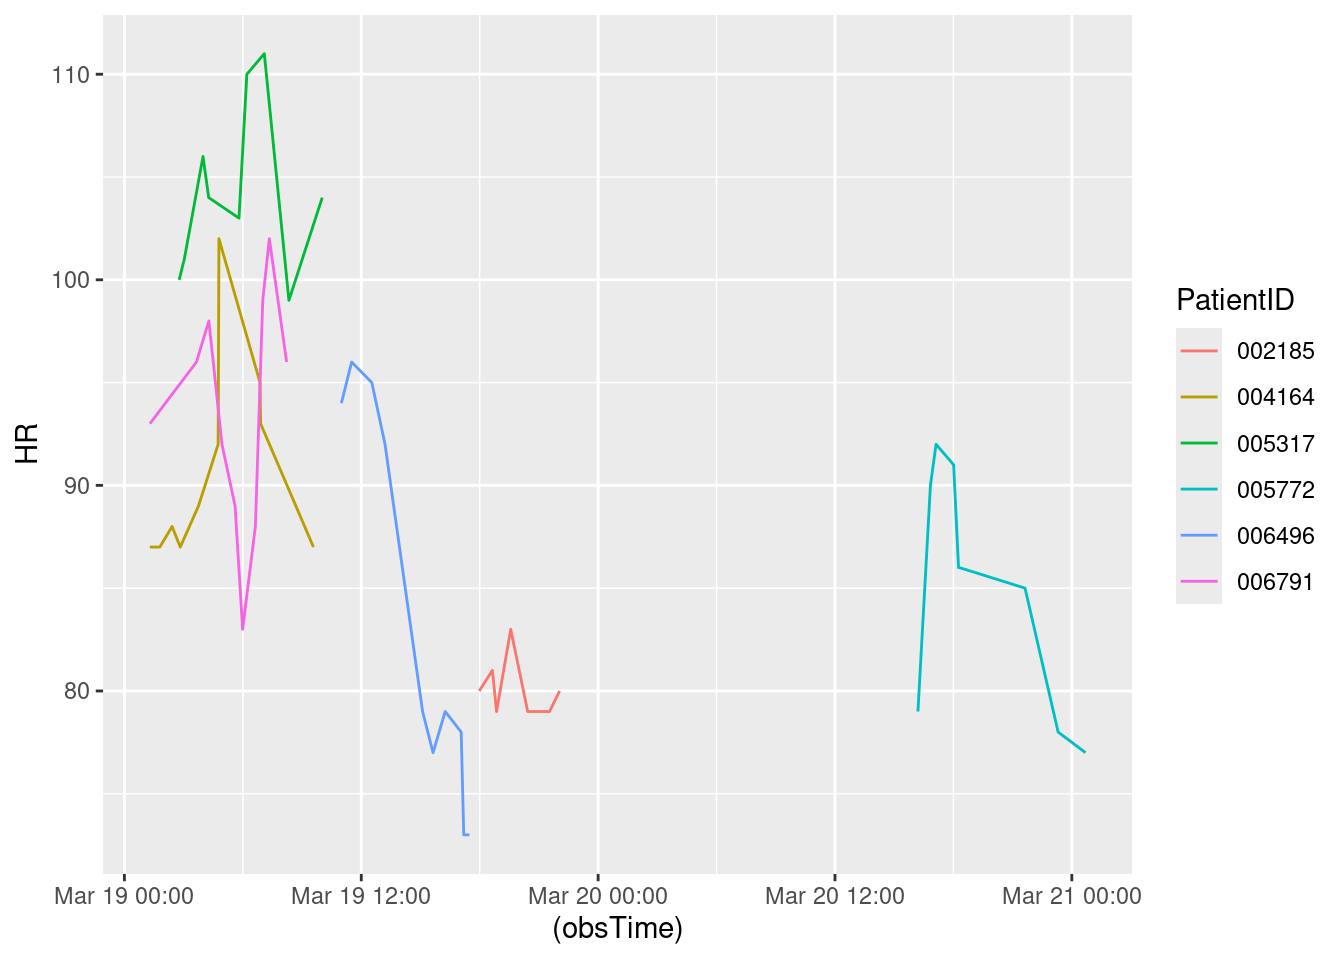 110
100
90
80
HR
Mar 19 00:00
Mar 19 12:00
Mar 20 00:00
Mar 20 12:00
Mar 21 00:00
(obsTime)
PatientID
002185
004164
005317
005772
006496
006791